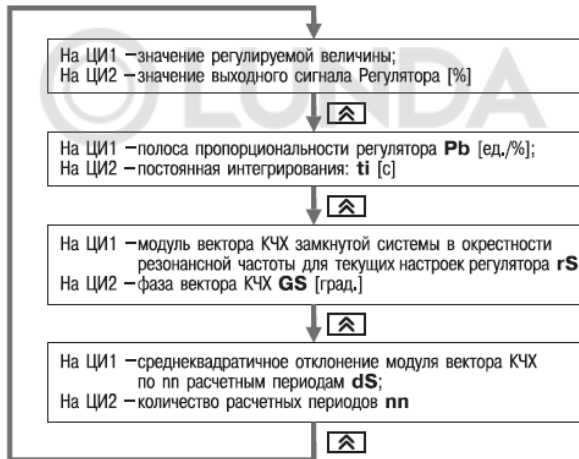 LUNDA
На ЦИ1 – значение регулируемой величины;
На ЦИ2 – значение выходного сигнала Регулятора [%]
На ЦИ1 – полоса пропорциональности регулятора Pb [ед./%];
На ЦИ2 – постоянная интегрирования: ti [с]
На ЦИ1 – модуль вектора КЧХ замкнутой системы в окрестности
резонансной частоты для текущих настроек регулятора rS
На ЦИ2 – фаза вектора КЧХ GS [град.]
На ЦИ1 – среднеквадратичное отклонение модуля вектора КЧХ
по nn расчетным периодам dS;
На ЦИ2 – количество расчетных периодов nn